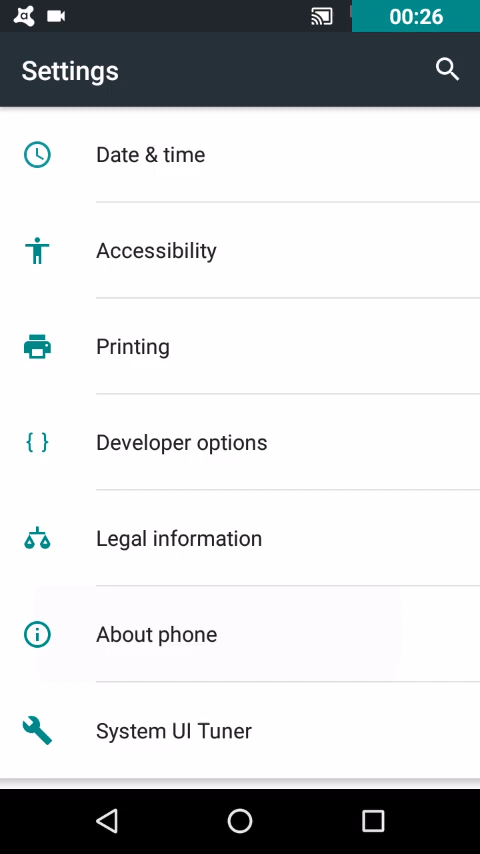 00:26
Settings
Date & time
Accessibility
Printing
{ } Developer options
Legal information
About phone
System UI Tuner